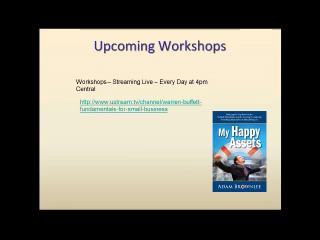 Upcoming Workshops
Workshops – Streaming Live – Every Day at 4pm
Central
http://www.ustream.tv/channel/warren-buffett-
fundamentals-for-small-business
My Happy
Assets
Adam Brownlee